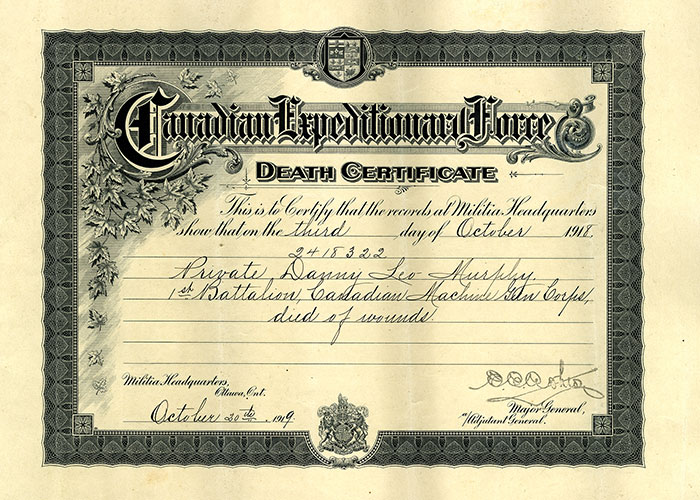 Canadian Expeditionary Force
DEATH CERTIFICATE
This is to Certify that the records at Militia Headquarters
show that on the third day of October 1918
2418322
Private Danny Leo Murphy,
1st Battalion, Canadian Machine Gun Corps,
died of wounds
Militia Headquarters,
Ottawa, Ont.
October 20th, 1919.
Major General,
Adjutant General.